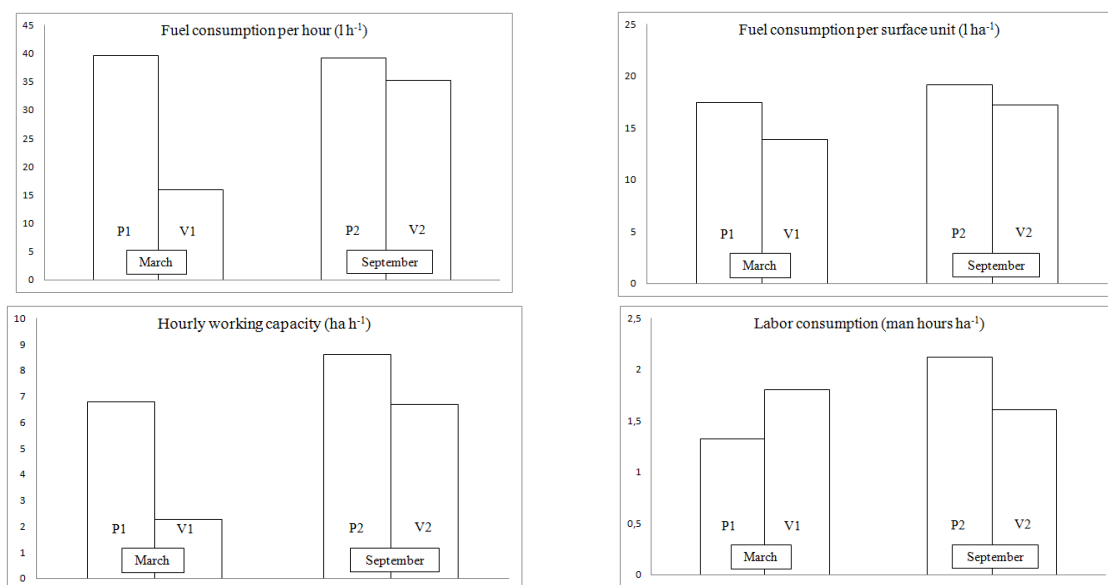 Fuel consumption per hour (l h⁻¹)
45
40
35
30
25
20
15
10
5
0
P1
V1
P2
V2
March
September
Fuel consumption per surface unit (l ha⁻¹)
25
20
15
10
5
0
P1
V1
P2
V2
March
September
Hourly working capacity (ha h⁻¹)
10
9
8
7
6
5
4
3
2
1
0
P1
V1
P2
V2
March
September
Labor consumption (man hours ha⁻¹)
2,5
2
1,5
1
0,5
0
P1
V1
P2
V2
March
September